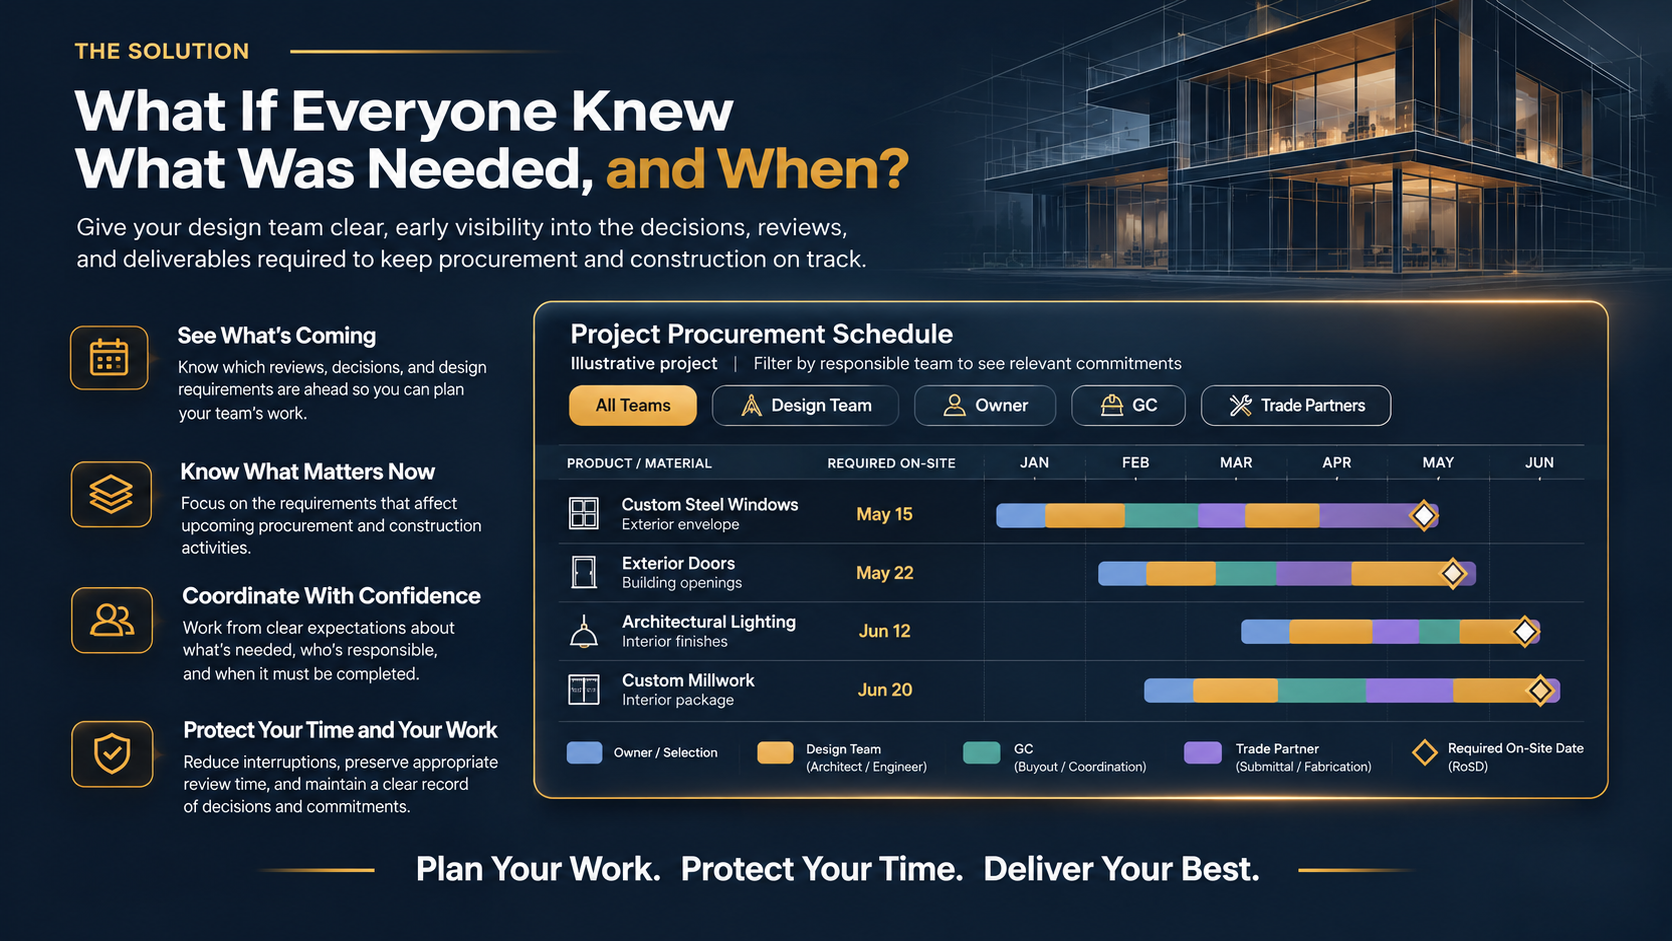 THE SOLUTION
What If Everyone Knew
What Was Needed, and When?
Give your design team clear, early visibility into the decisions, reviews,
and deliverables required to keep procurement and construction on track.
See What's Coming
Know which reviews, decisions, and design
requirements are ahead so you can plan
your team's work.
Know What Matters Now
Focus on the requirements that affect
upcoming procurement and construction
activities.
Coordinate With Confidence
Work from clear expectations about
what's needed, who's responsible,
and when it must be completed.
Protect Your Time and Your Work
Reduce interruptions, preserve appropriate
review time, and maintain a clear record
of decisions and commitments.
Project Procurement Schedule
Illustrative project | Filter by responsible team to see relevant commitments
All Teams Design Team Owner GC Trade Partners
PRODUCT / MATERIAL REQUIRED ON-SITE JAN FEB MAR APR MAY JUN
Custom Steel Windows
Exterior envelope
May 15
Exterior Doors
Building openings
May 22
Architectural Lighting
Interior finishes
Jun 12
Custom Millwork
Interior package
Jun 20
Owner / Selection
Design Team
(Architect / Engineer)
GC
(Buyout / Coordination)
Trade Partner
(Submittal / Fabrication)
Required On-Site Date
(RoSD)
Plan Your Work. Protect Your Time. Deliver Your Best.